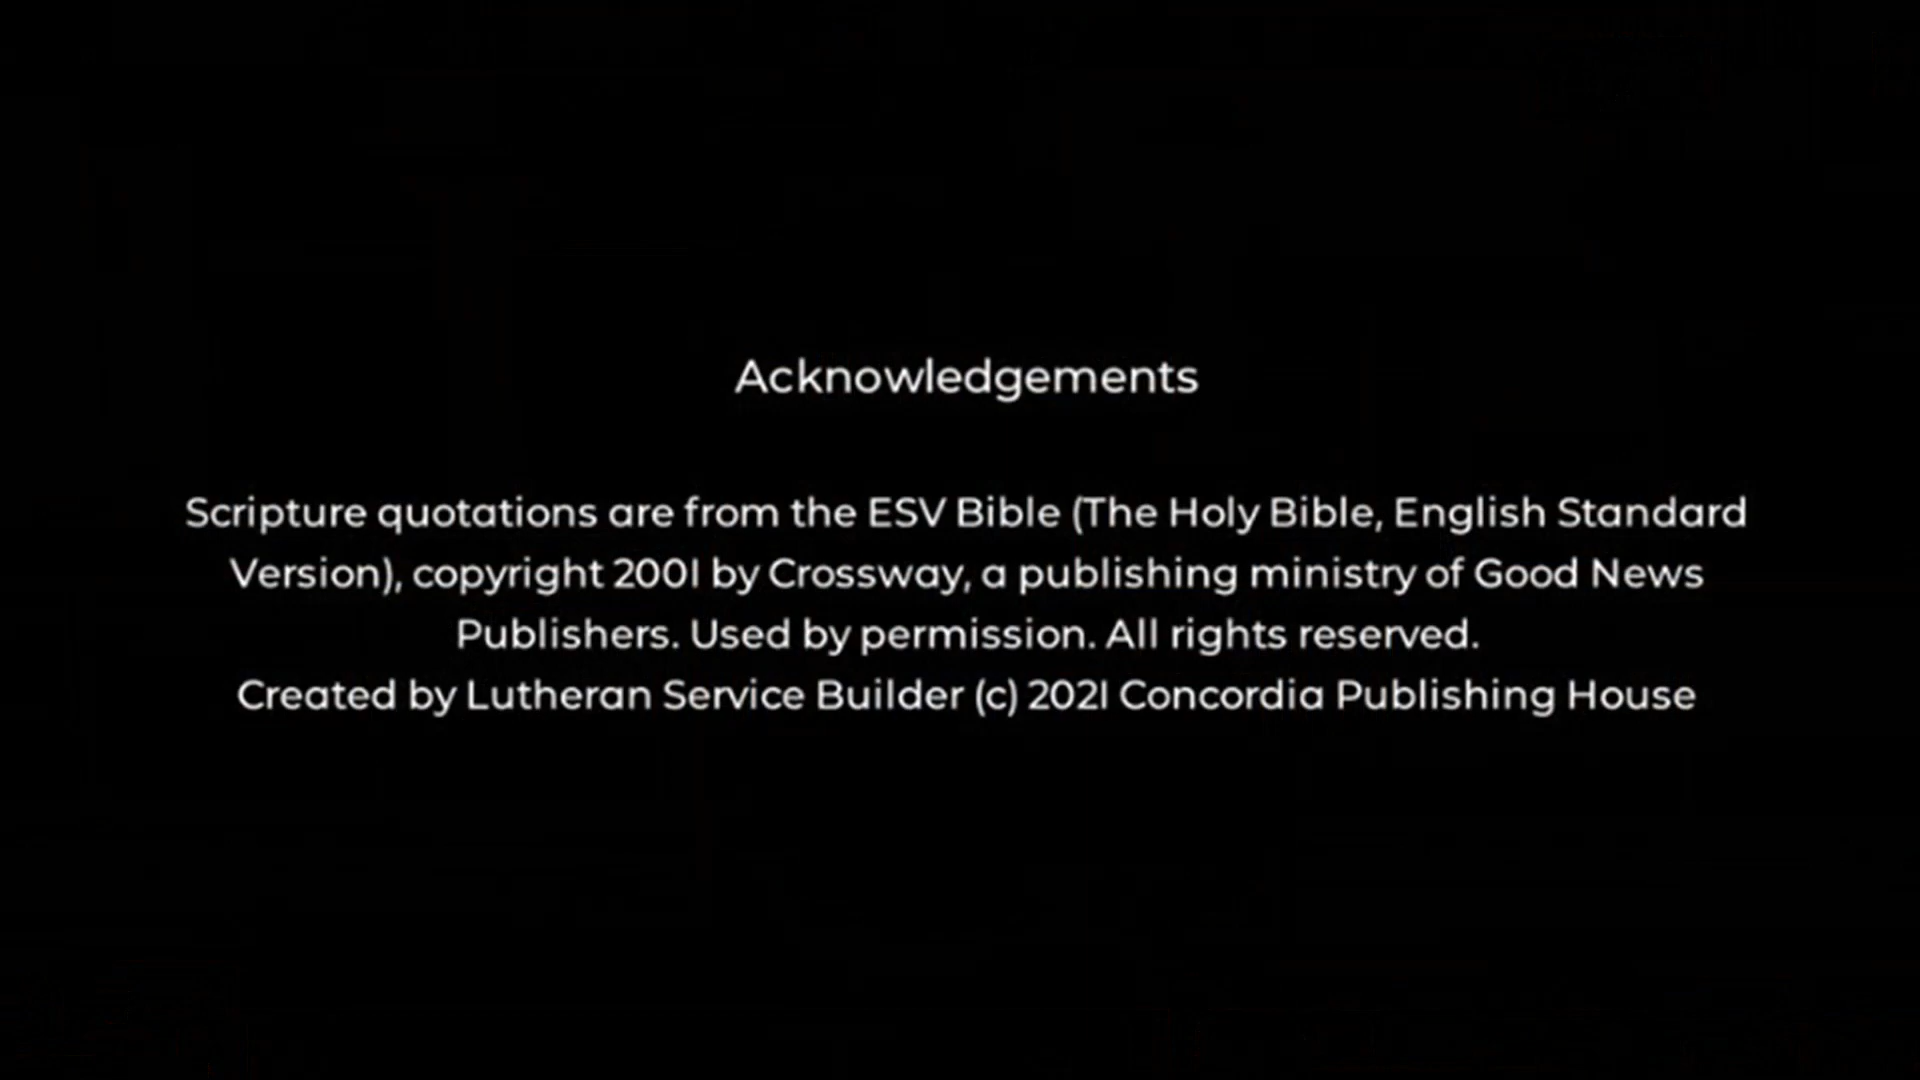 Acknowledgements
Scripture quotations are from the ESV Bible (The Holy Bible, English Standard
Version), copyright 2001 by Crossway, a publishing ministry of Good News
Publishers. Used by permission. All rights reserved.
Created by Lutheran Service Builder (c) 2021 Concordia Publishing House